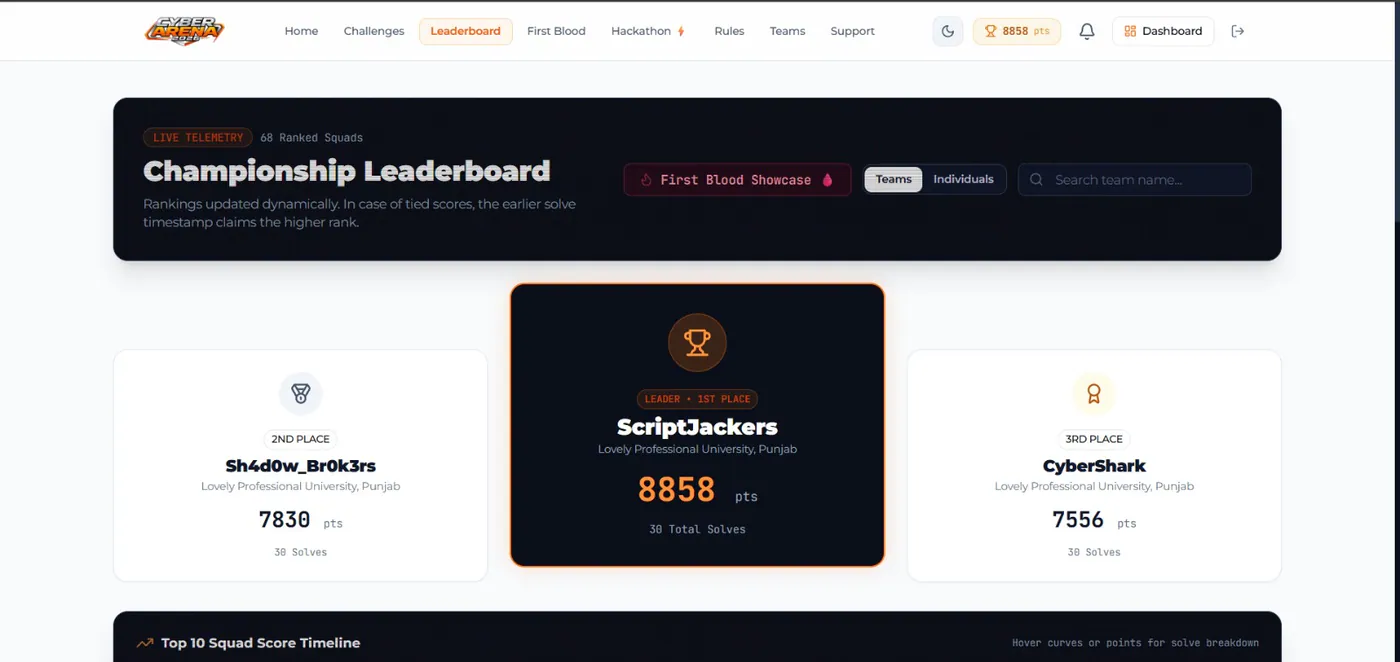 CYBER
ARENA
2026
Home
Challenges
Leaderboard
First Blood
Hackathon
Rules
Teams
Support
8858 pts
Dashboard
LIVE TELEMETRY
68 Ranked Squads
Championship Leaderboard
Rankings updated dynamically. In case of tied scores, the earlier solve
timestamp claims the higher rank.
First Blood Showcase
Teams
Individuals
Search team name...
LEADER • 1ST PLACE
ScriptJackers
Lovely Professional University, Punjab
8858 pts
30 Total Solves
2ND PLACE
Sh4d0w_Br0k3rs
Lovely Professional University, Punjab
7830 pts
30 Solves
3RD PLACE
CyberShark
Lovely Professional University, Punjab
7556 pts
30 Solves
Top 10 Squad Score Timeline
Hover curves or points for solve breakdown